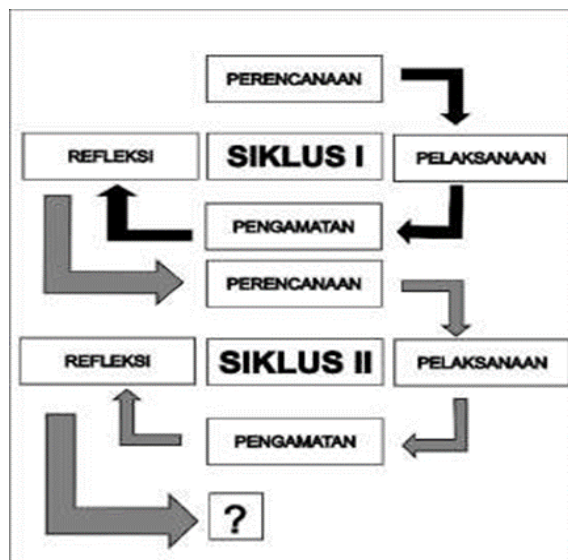 PERENCANAAN
REFLEKSI
SIKLUS I
PELAKSANAAN
PENGAMATAN
PERENCANAAN
REFLEKSI
SIKLUS II
PELAKSANAAN
PENGAMATAN
?